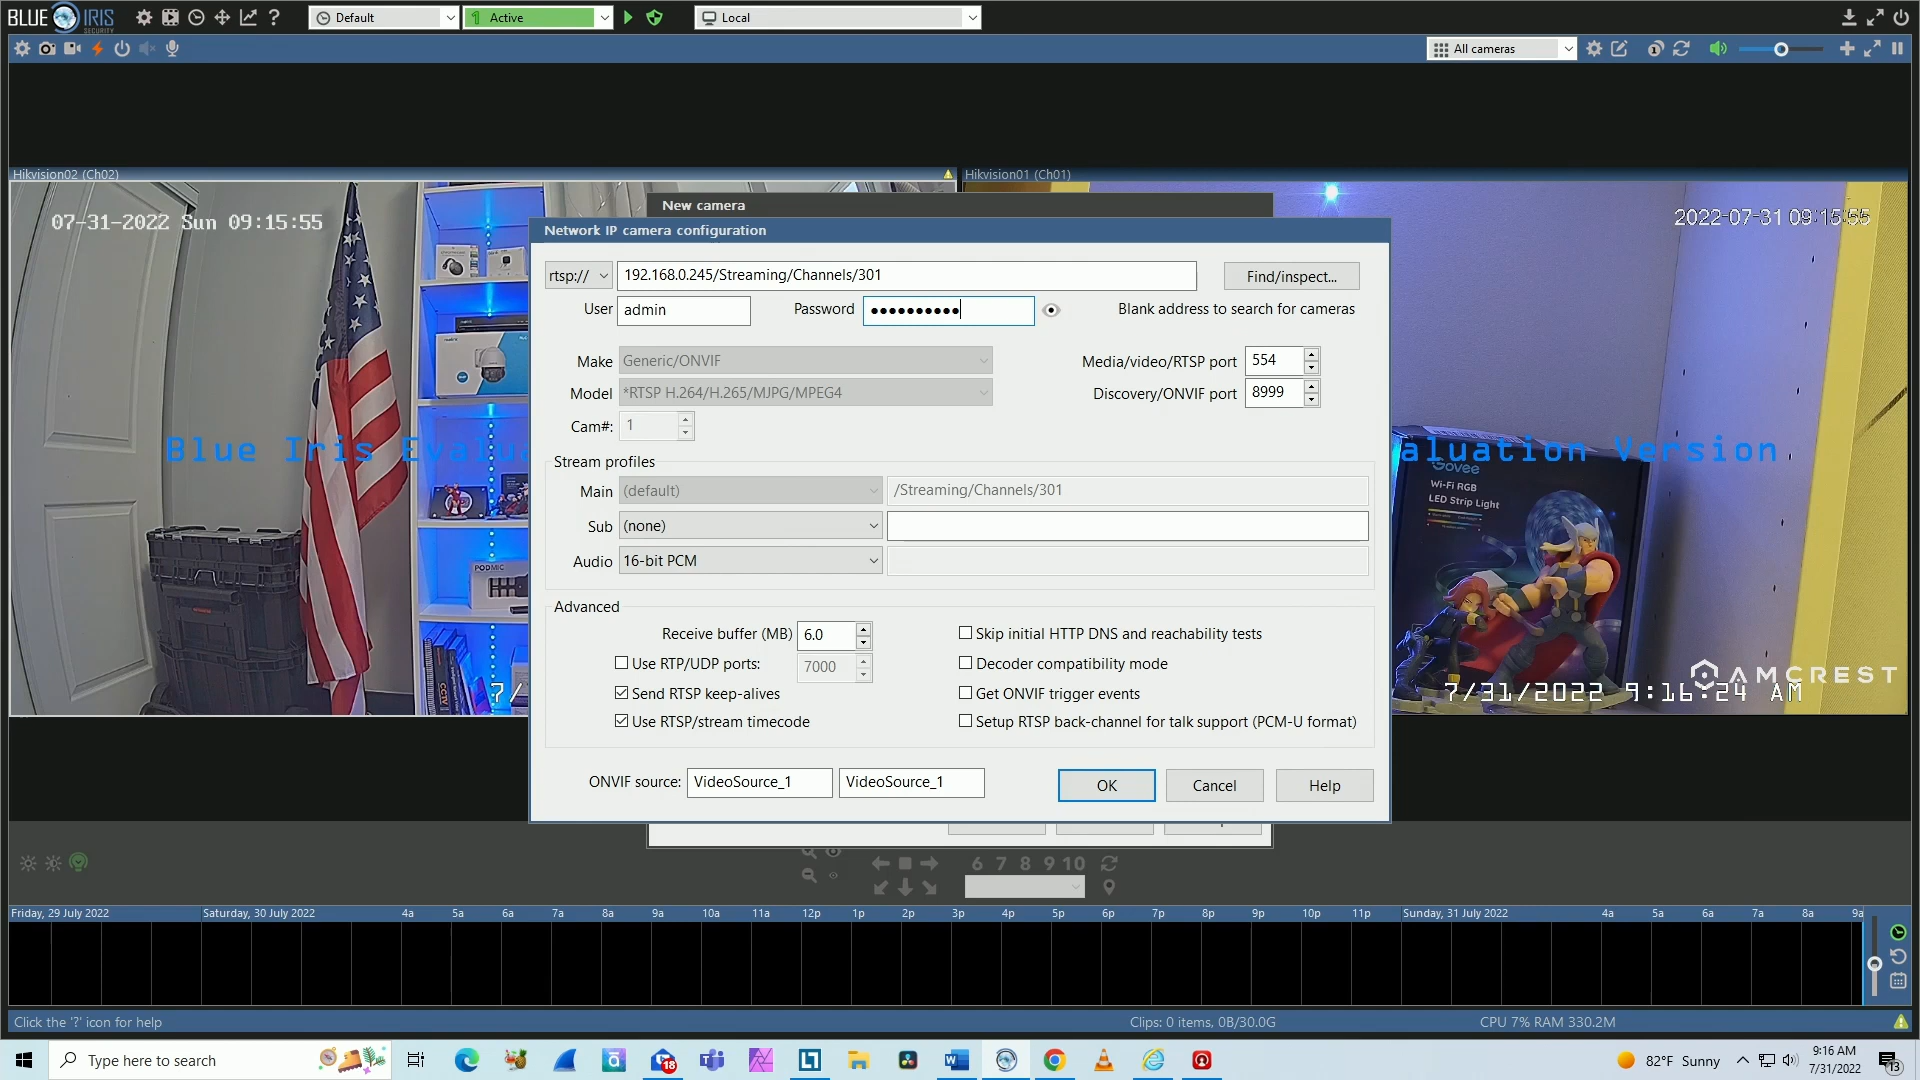 BLUE IRIS
SECURITY
Default
1 Active
Local
All cameras
Hikvision02 (Ch02)
Hikvision01 (Ch01)
07-31-2022 Sun 09:15:55
2022-07-31 09:15:55
New camera
Network IP camera configuration
rtsp://
192.168.0.245/Streaming/Channels/301
Find/inspect...
User
admin
Password
●●●●●●●●●●
Blank address to search for cameras
Make
Generic/ONVIF
Media/video/RTSP port
554
Model
*RTSP H.264/H.265/MJPG/MPEG4
Discovery/ONVIF port
8999
Cam#:
1
Blue Iris Evalu
aluation Version
Stream profiles
Main
(default)
/Streaming/Channels/301
Sub
(none)
Audio
16-bit PCM
Govee
Wi-Fi RGB
LED Strip Light
PODMIC
CCTV
Advanced
Receive buffer (MB)
6.0
Skip initial HTTP DNS and reachability tests
Use RTP/UDP ports:
7000
Decoder compatibility mode
Send RTSP keep-alives
Get ONVIF trigger events
Use RTSP/stream timecode
Setup RTSP back-channel for talk support (PCM-U format)
AMCREST
7/
7/31/2022 9:16:24 AM
ONVIF source:
VideoSource_1
VideoSource_1
OK
Cancel
Help
6 7 8 9 10
Friday, 29 July 2022
Saturday, 30 July 2022
4a 5a 6a 7a 8a 9a 10a 11a 12p 1p 2p 3p 4p 5p 6p 7p 8p 9p 10p 11p
Sunday, 31 July 2022
4a 5a 6a 7a 8a 9a
Click the '?' icon for help
Clips: 0 items, 0B/30.0G
CPU 7% RAM 330.2M
Type here to search
18
82°F Sunny
9:16 AM
7/31/2022
13